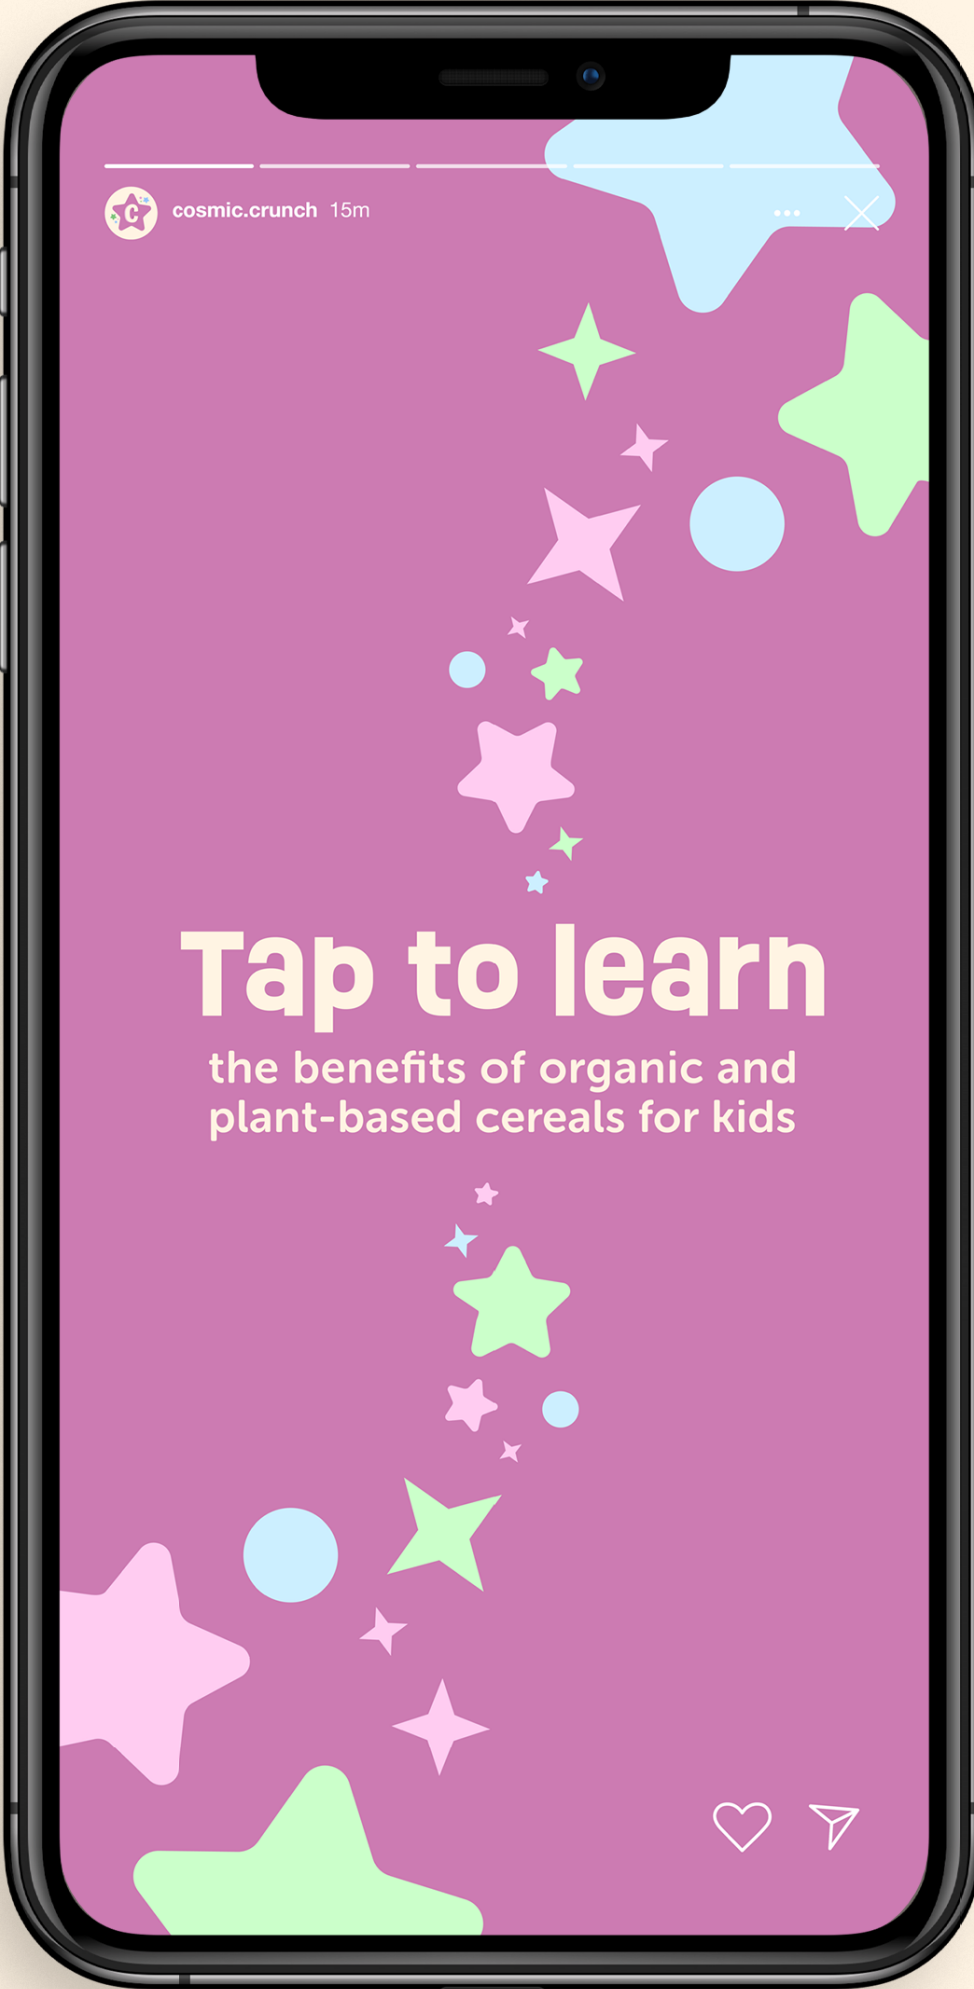 C
cosmic.crunch 15m
Tap to learn
the benefits of organic and
plant-based cereals for kids